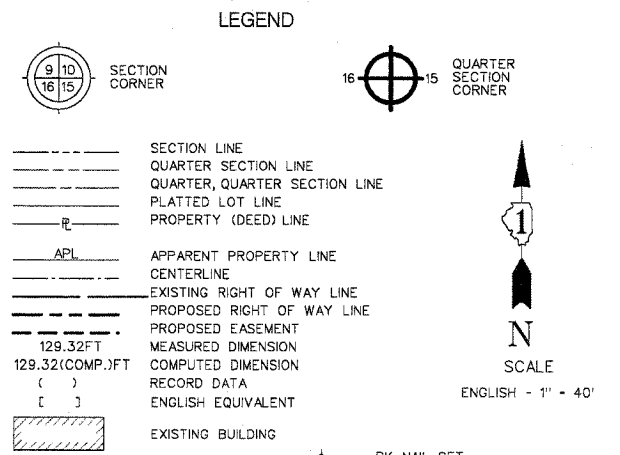 LEGEND
9 10
16 15
SECTION
CORNER
16 15
QUARTER
SECTION
CORNER
SECTION LINE
QUARTER SECTION LINE
QUARTER, QUARTER SECTION LINE
PLATTED LOT LINE
PL PROPERTY (DEED) LINE
APL APPARENT PROPERTY LINE
CENTERLINE
EXISTING RIGHT OF WAY LINE
PROPOSED RIGHT OF WAY LINE
PROPOSED EASEMENT
129.32FT MEASURED DIMENSION
129.32(COMP.)FT COMPUTED DIMENSION
( ) RECORD DATA
[ ] ENGLISH EQUIVALENT
EXISTING BUILDING
1
N
SCALE
ENGLISH - 1" = 40'
PK NAIL SET